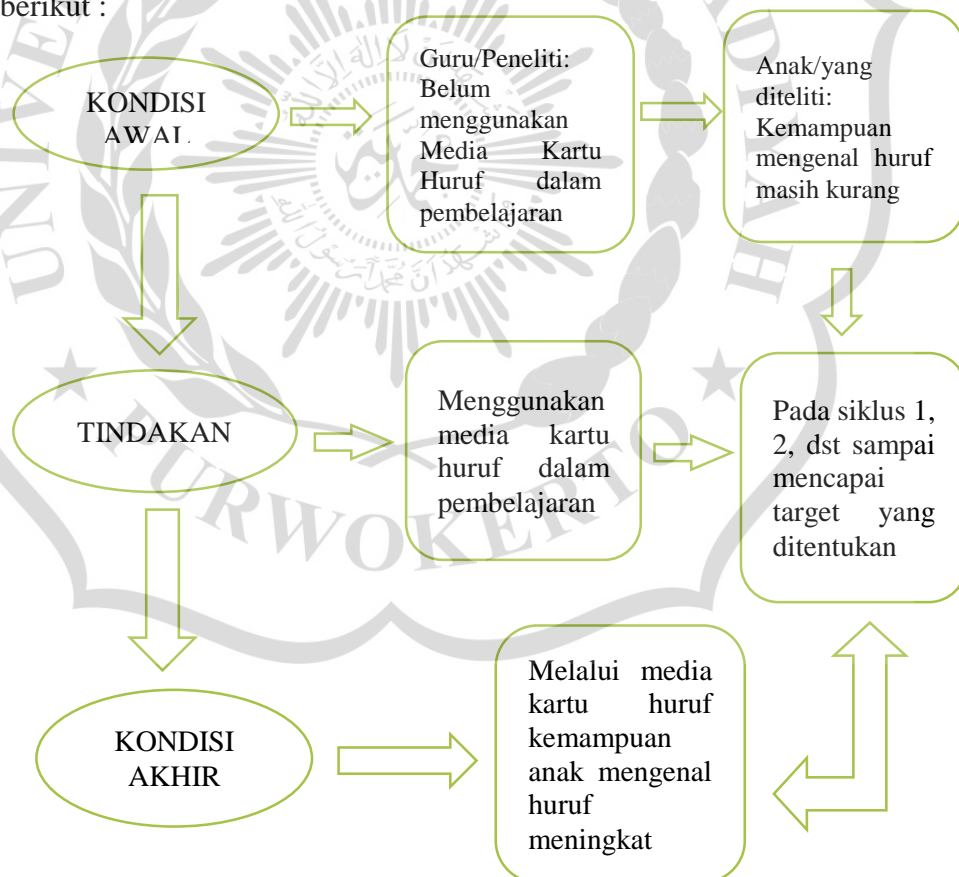 berikut :
KONDISI
AWAL
Guru/Peneliti:
Belum
menggunakan
Media Kartu
Huruf dalam
pembelajaran
Anak/yang
diteliti:
Kemampuan
mengenal huruf
masih kurang
TINDAKAN
Menggunakan
media kartu
huruf dalam
pembelajaran
Pada siklus 1,
2, dst sampai
mencapai
target yang
ditentukan
KONDISI
AKHIR
Melalui media
kartu huruf
kemampuan
anak mengenal
huruf
meningkat
PURWOKERTO